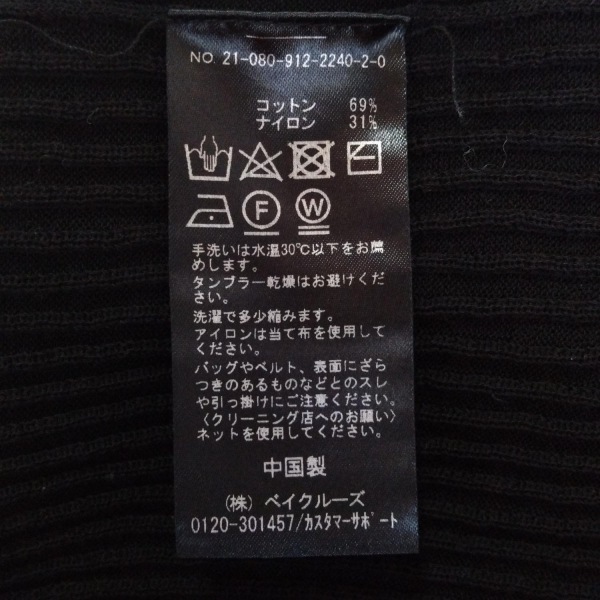 NO. 21-080-912-2240-2-0
コットン 69%
ナイロン 31%
F
W
手洗いは水温30℃以下をお薦
めします。
タンブラー乾燥はお避けくだ
さい。
洗濯で多少縮みます。
アイロンは当て布を使用して
ください。
バッグやベルト、表面にざら
つきのあるものなどとのスレ
や引っ掛けにご注意ください。
〈クリーニング店へのお願い〉
ネットを使用してください。
中国製
(株) ベイクルーズ
0120-301457/カスタマーサポート